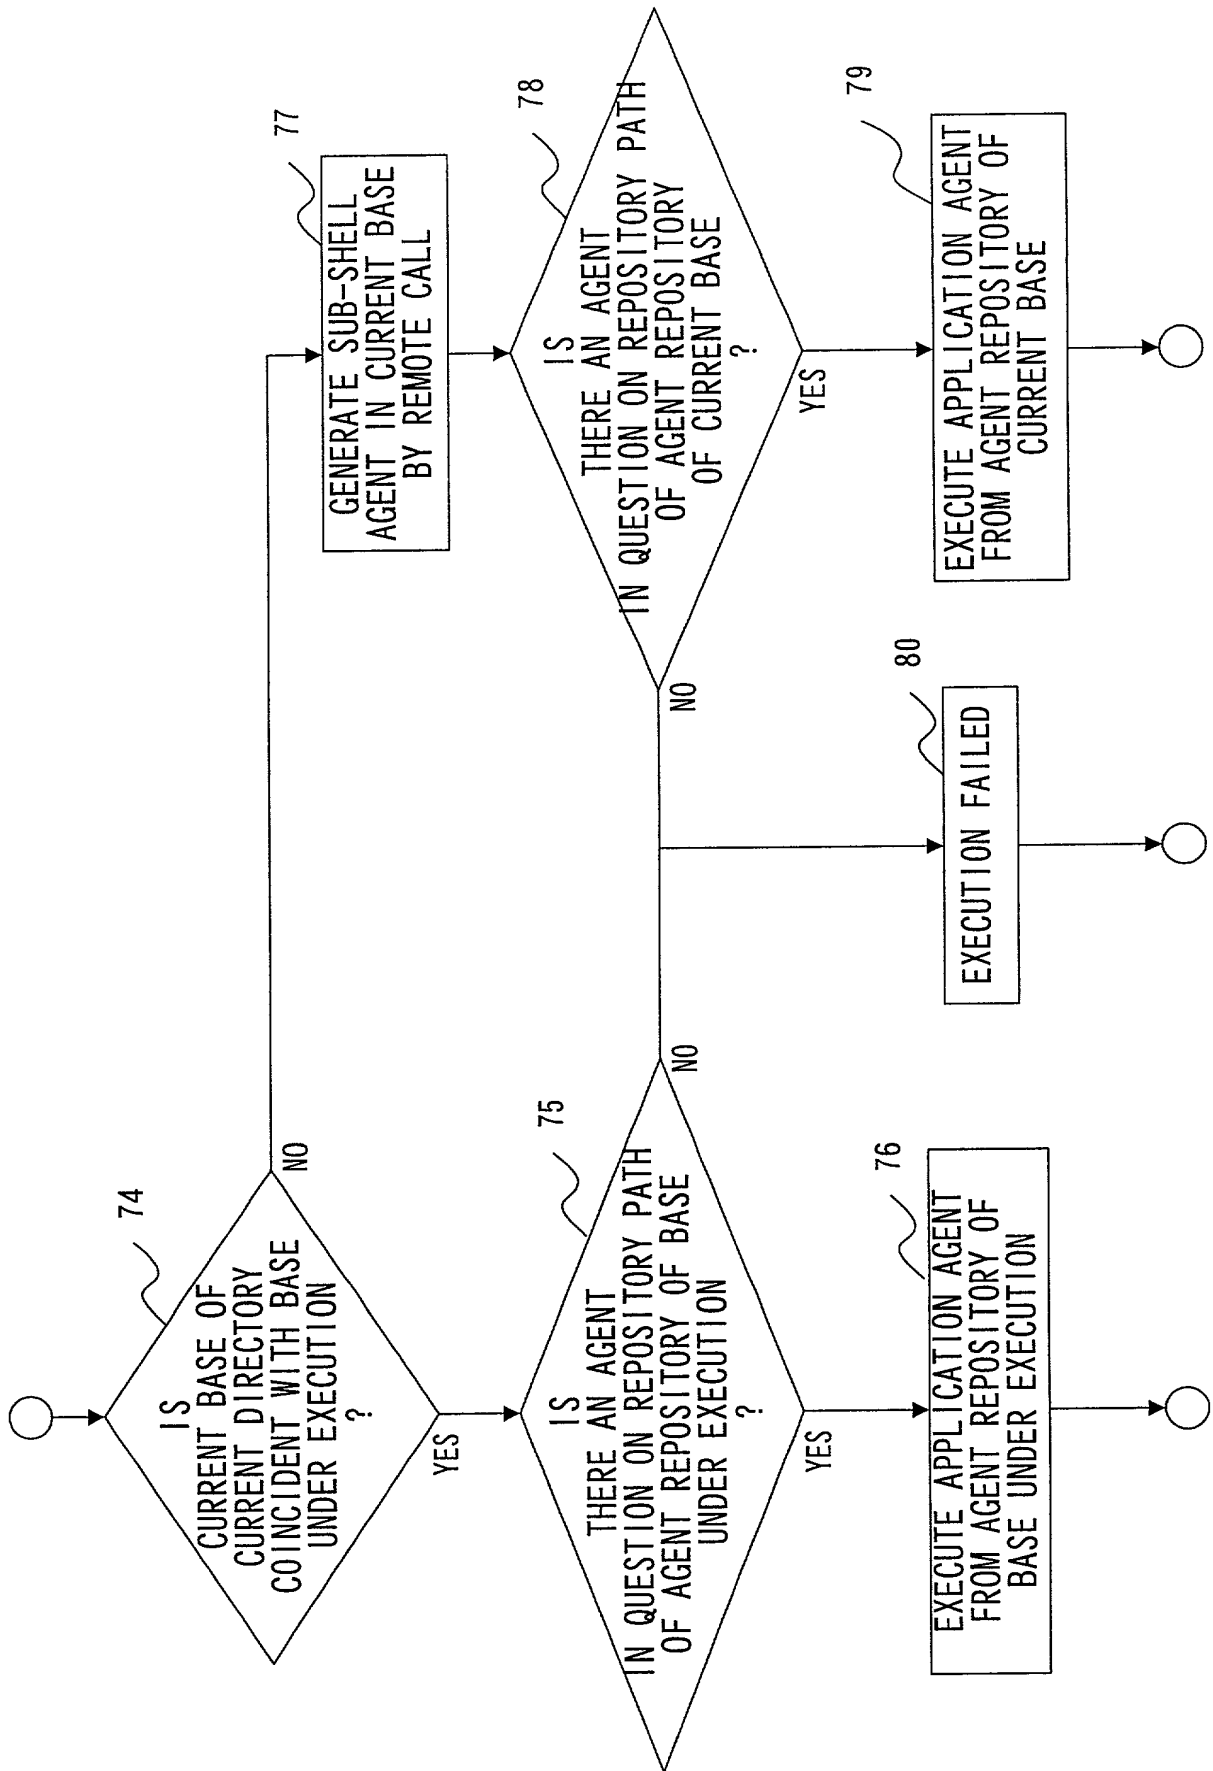 74
IS
CURRENT BASE OF
CURRENT DIRECTORY
COINCIDENT WITH BASE
UNDER EXECUTION
?
NO
YES
77
GENERATE SUB-SHELL
AGENT IN CURRENT BASE
BY REMOTE CALL
75
IS
THERE AN AGENT
IN QUESTION ON REPOSITORY PATH
OF AGENT REPOSITORY OF BASE
UNDER EXECUTION
?
NO
YES
78
IS
THERE AN AGENT
IN QUESTION ON REPOSITORY PATH
OF AGENT REPOSITORY
OF CURRENT BASE
?
NO
YES
76
EXECUTE APPLICATION AGENT
FROM AGENT REPOSITORY OF
BASE UNDER EXECUTION
80
EXECUTION FAILED
79
EXECUTE APPLICATION AGENT
FROM AGENT REPOSITORY OF
CURRENT BASE